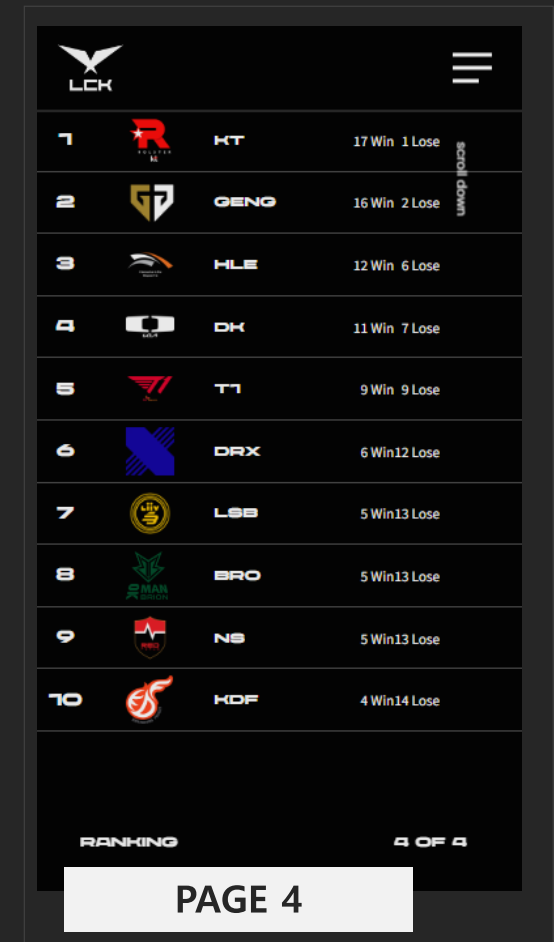 LCK
1 KT 17 Win 1 Lose
scroll down
2 GENG 16 Win 2 Lose
3 HLE 12 Win 6 Lose
4 DK 11 Win 7 Lose
5 T1 9 Win 9 Lose
6 DRX 6 Win12 Lose
7 LSB 5 Win13 Lose
8 BRO 5 Win13 Lose
9 NS 5 Win13 Lose
10 KDF 4 Win14 Lose
RANKING 4 OF 4
PAGE 4